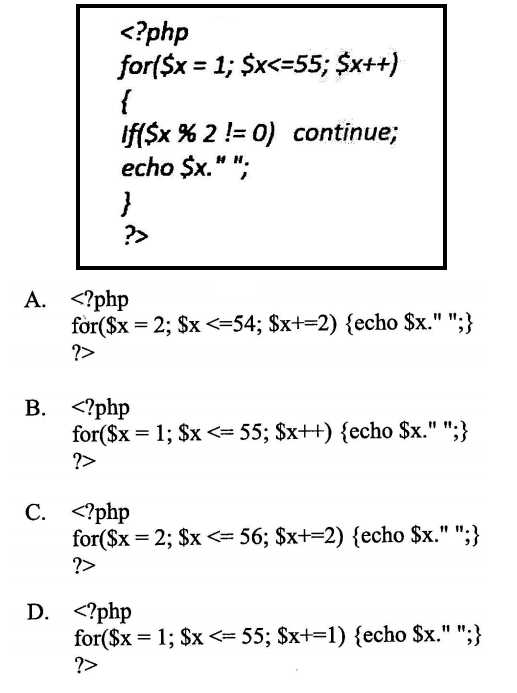 <?php
for($x = 1; $x<=55; $x++)
{
If($x % 2 != 0) continue;
echo $x." ";
}
?>
A. <?php
for($x = 2; $x <=54; $x+=2) {echo $x." ";}
?>
B. <?php
for($x = 1; $x <= 55; $x++) {echo $x." ";}
?>
C. <?php
for($x = 2; $x <= 56; $x+=2) {echo $x." ";}
?>
D. <?php
for($x = 1; $x <= 55; $x+=1) {echo $x." ";}
?>